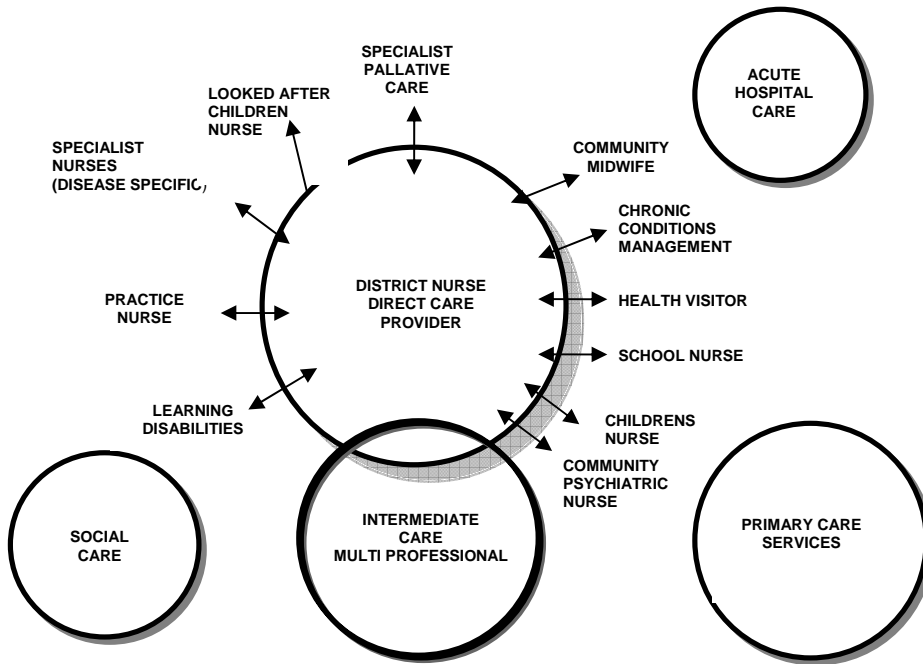 SPECIALIST
PALLATIVE
CARE
ACUTE
HOSPITAL
CARE
LOOKED AFTER
CHILDREN
NURSE
SPECIALIST
NURSES
(DISEASE SPECIFIC)
COMMUNITY
MIDWIFE
CHRONIC
CONDITIONS
MANAGEMENT
DISTRICT NURSE
DIRECT CARE
PROVIDER
PRACTICE
NURSE
HEALTH VISITOR
SCHOOL NURSE
LEARNING
DISABILITIES
CHILDRENS
NURSE
COMMUNITY
PSYCHIATRIC
NURSE
SOCIAL
CARE
INTERMEDIATE
CARE
MULTI PROFESSIONAL
PRIMARY CARE
SERVICES